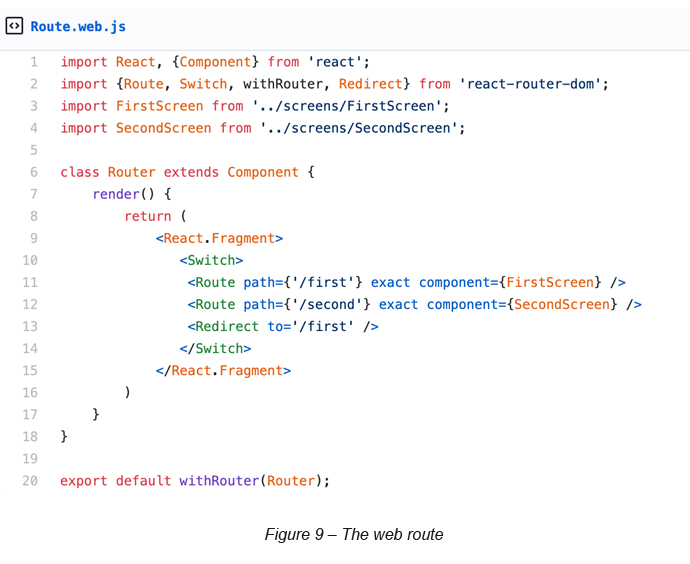 Route.web.js
1 import React, {Component} from 'react';
2 import {Route, Switch, withRouter, Redirect} from 'react-router-dom';
3 import FirstScreen from '../screens/FirstScreen';
4 import SecondScreen from '../screens/SecondScreen';
5
6 class Router extends Component {
7     render() {
8         return (
9             <React.Fragment>
10                <Switch>
11                 <Route path={'/first'} exact component={FirstScreen} />
12                 <Route path={'/second'} exact component={SecondScreen} />
13                 <Redirect to='/first' />
14                </Switch>
15             </React.Fragment>
16         )
17     }
18 }
19
20 export default withRouter(Router);
Figure 9 – The web route